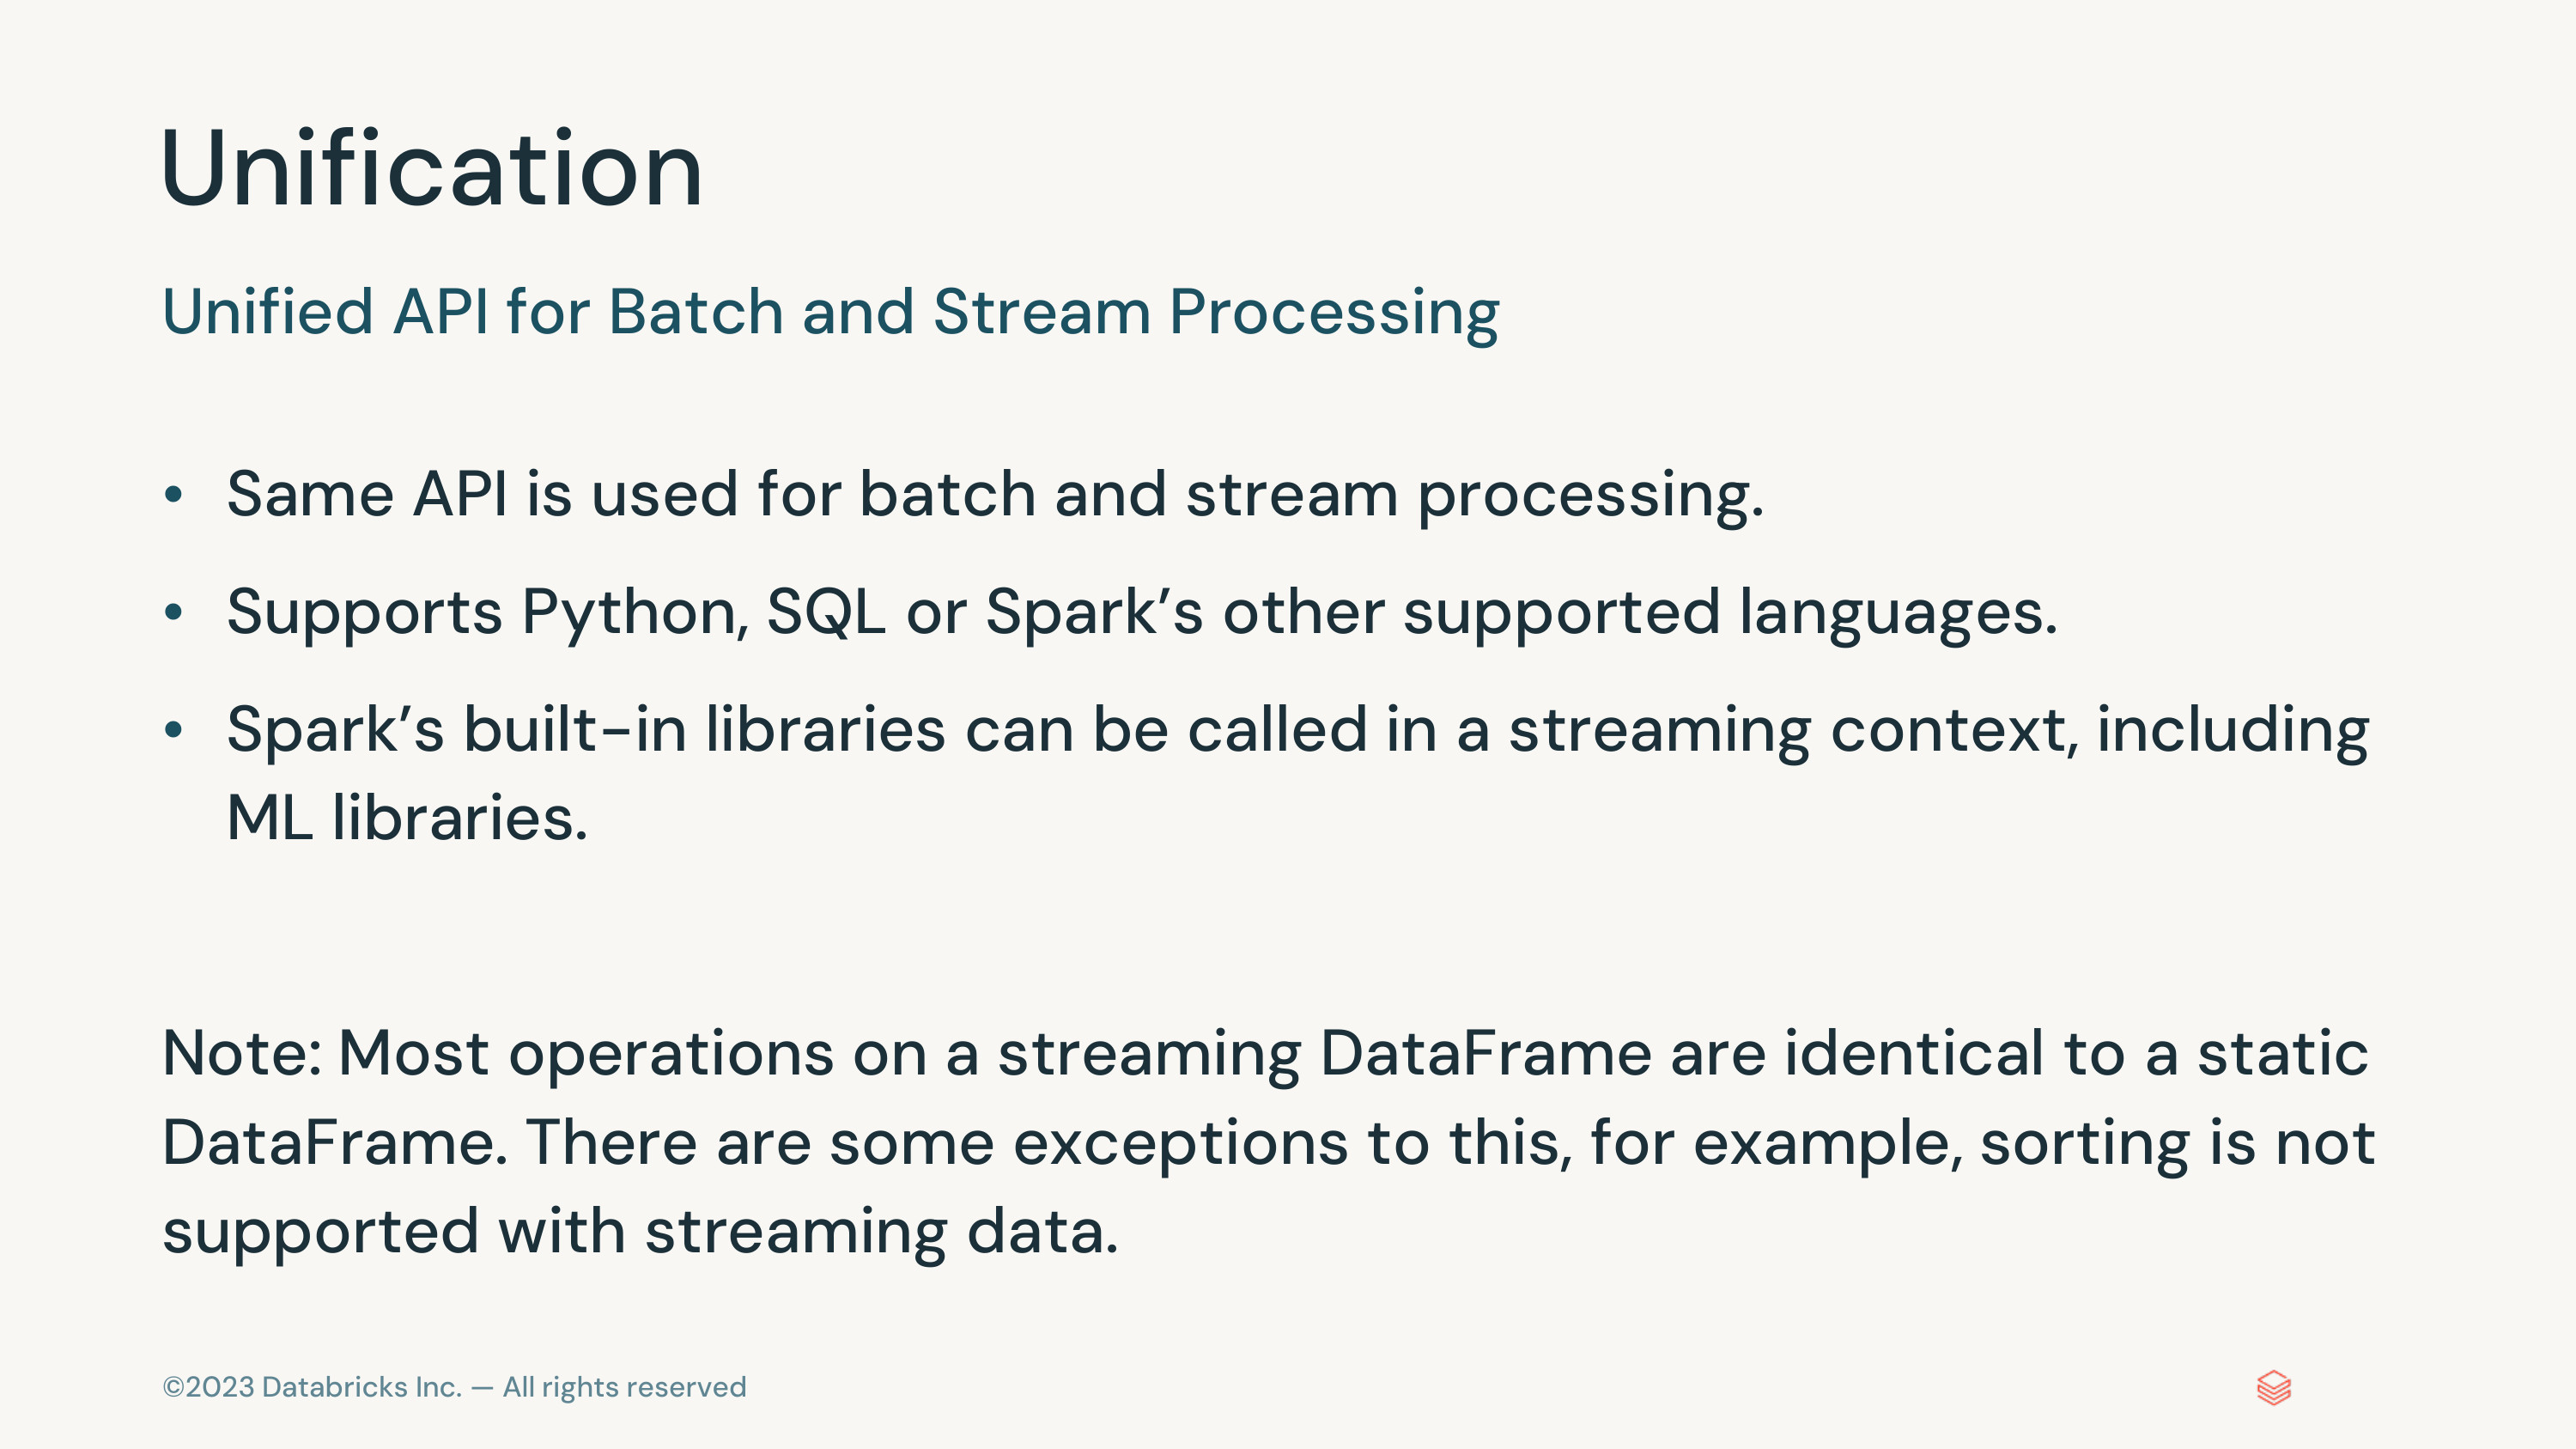 Unification
Unified API for Batch and Stream Processing
• Same API is used for batch and stream processing.
• Supports Python, SQL or Spark’s other supported languages.
• Spark’s built-in libraries can be called in a streaming context, including
ML libraries.
Note: Most operations on a streaming DataFrame are identical to a static
DataFrame. There are some exceptions to this, for example, sorting is not
supported with streaming data.
©2023 Databricks Inc. — All rights reserved